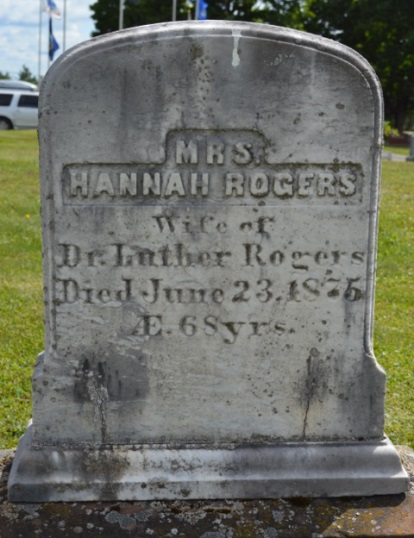 MRS.
HANNAH ROGERS
Wife of
Dr. Luther Rogers
Died June 23, 1875
Æ. 68 yrs.